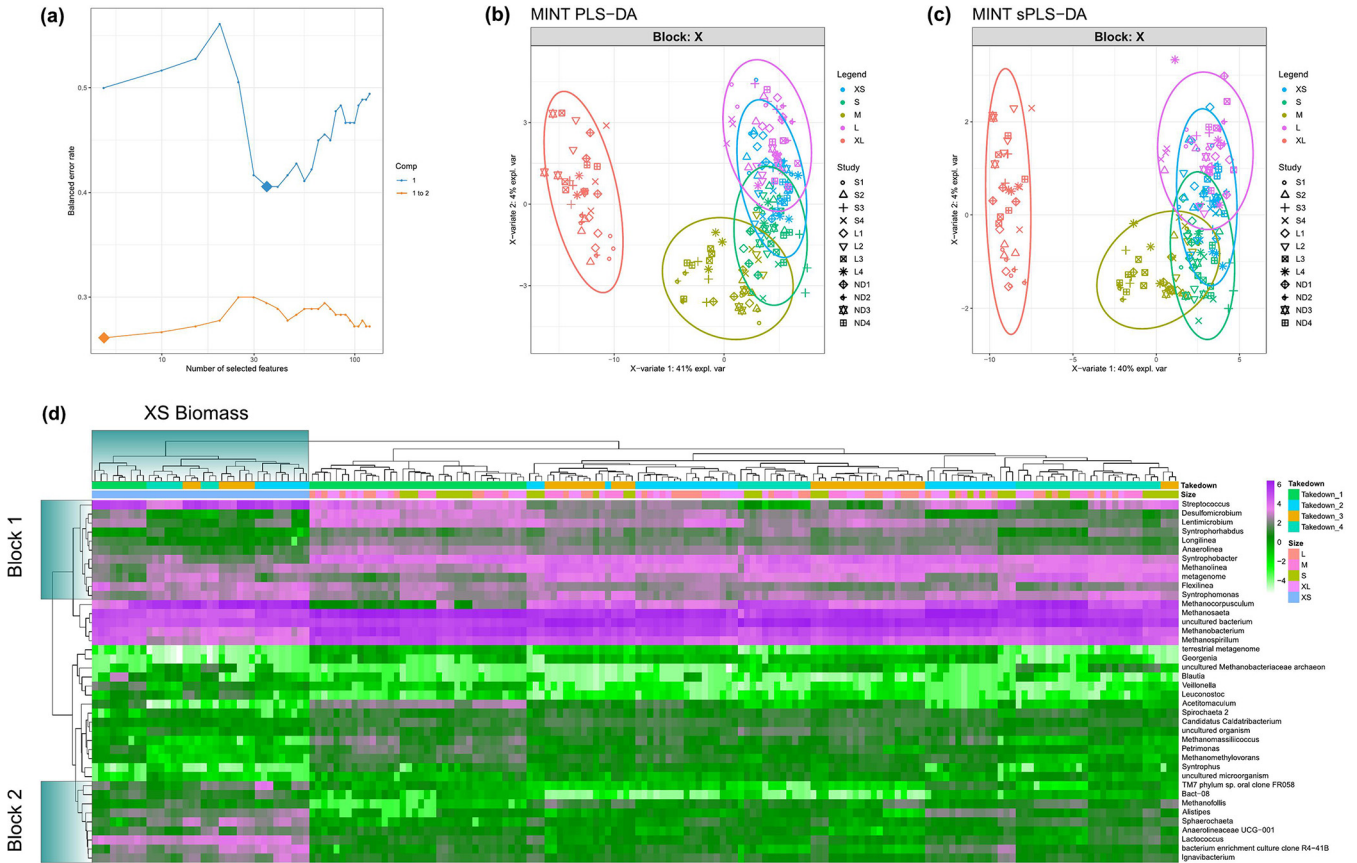 (a)
0.5
0.4
0.3
Balanced error rate
10
30
100
Number of selected features
Comp
1
1 to 2
(b)
MINT PLS−DA
Block: X
3
0
−3
X−variate 2: 4% expl. var
−10
0
X−variate 1: 41% expl. var
Legend
XS
S
M
L
XL
Study
S1
S2
S3
S4
L1
L2
L3
L4
ND1
ND2
ND3
ND4
(c)
MINT sPLS−DA
Block: X
2
0
−2
X−variate 2: 4% expl. var
−10
−5
0
5
X−variate 1: 40% expl. var
Legend
XS
S
M
L
XL
Study
S1
S2
S3
S4
L1
L2
L3
L4
ND1
ND2
ND3
ND4
(d)
XS Biomass
Block 1
Block 2
Takedown
Size
Streptococcus
Desulfomicrobium
Lentimicrobium
Syntrophorhabdus
Longilinea
Anaerolinea
Syntrophobacter
Methanolinea
metagenome
Flexilinea
Syntrophomonas
Methanocorpusculum
Methanosaeta
uncultured bacterium
Methanobacterium
Methanospirillum
terrestrial metagenome
Georgenia
uncultured Methanobacteriaceae archaeon
Blautia
Veillonella
Leuconostoc
Acetitomaculum
Spirochaeta 2
Candidatus Caldatribacterium
uncultured organism
Methanomassiliicoccus
Petrimonas
Methanomethylovorans
Syntrophus
uncultured microorganism
TM7 phylum sp. oral clone FR058
Bact−08
Methanofollis
Alistipes
Sphaerochaeta
Anaerolineaceae UCG−001
Lactococcus
bacterium enrichment culture clone R4−41B
Ignavibacterium
6
4
2
0
−2
−4
Takedown
Takedown_1
Takedown_2
Takedown_3
Takedown_4
Size
L
M
S
XL
XS